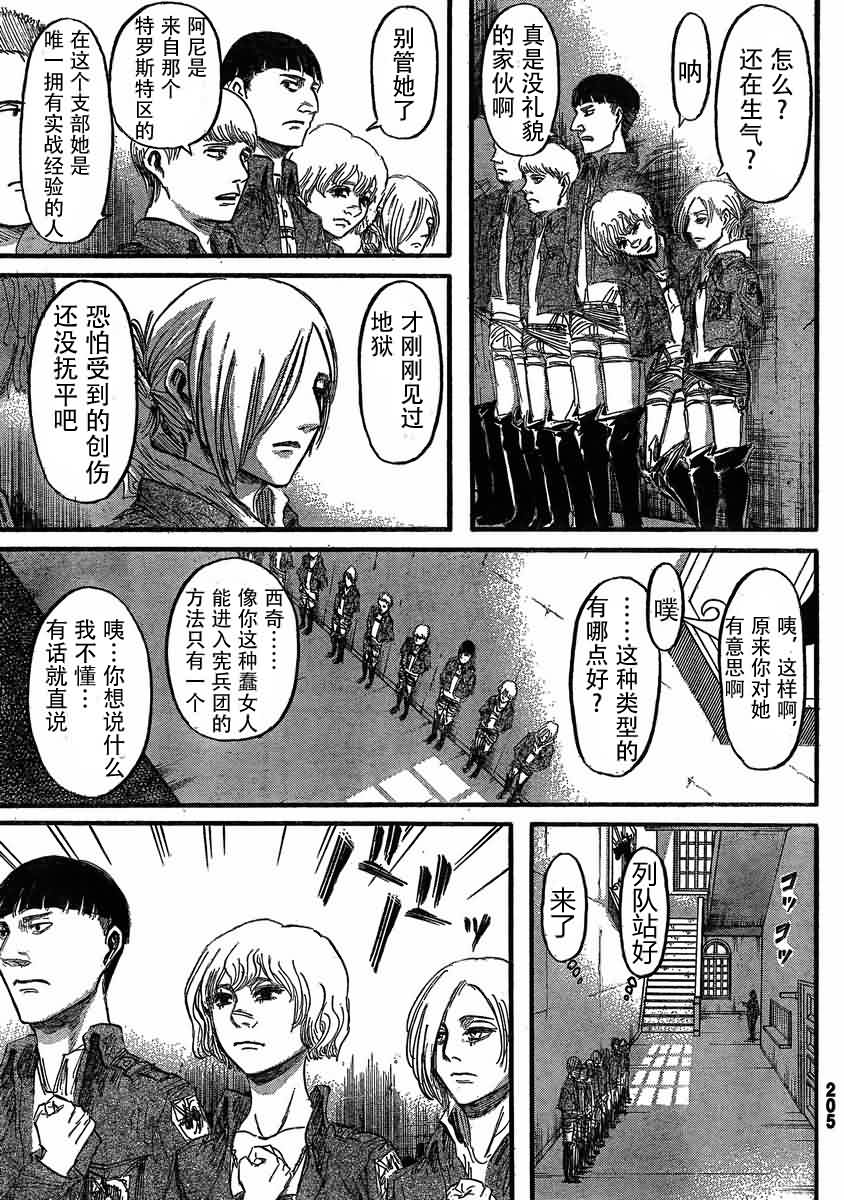 怎么？
还在生气？
呐
真是没礼貌
的家伙啊
别管她了
阿尼是
来自那个
特罗斯特区的
在这个支部她是
唯一拥有实战经验的人
才刚刚见过
地狱
恐怕受到的创伤
还没抚平吧
咦，这样啊，
原来你对她
有意思啊
噗
……这种类型的
有哪点好？
西奇……
像你这种蠢女人
能进入宪兵团的
方法只有一个
咦…你想说什么
我不懂…
有话就直说
コッ
コッ
列队站好
来了
バッ
205